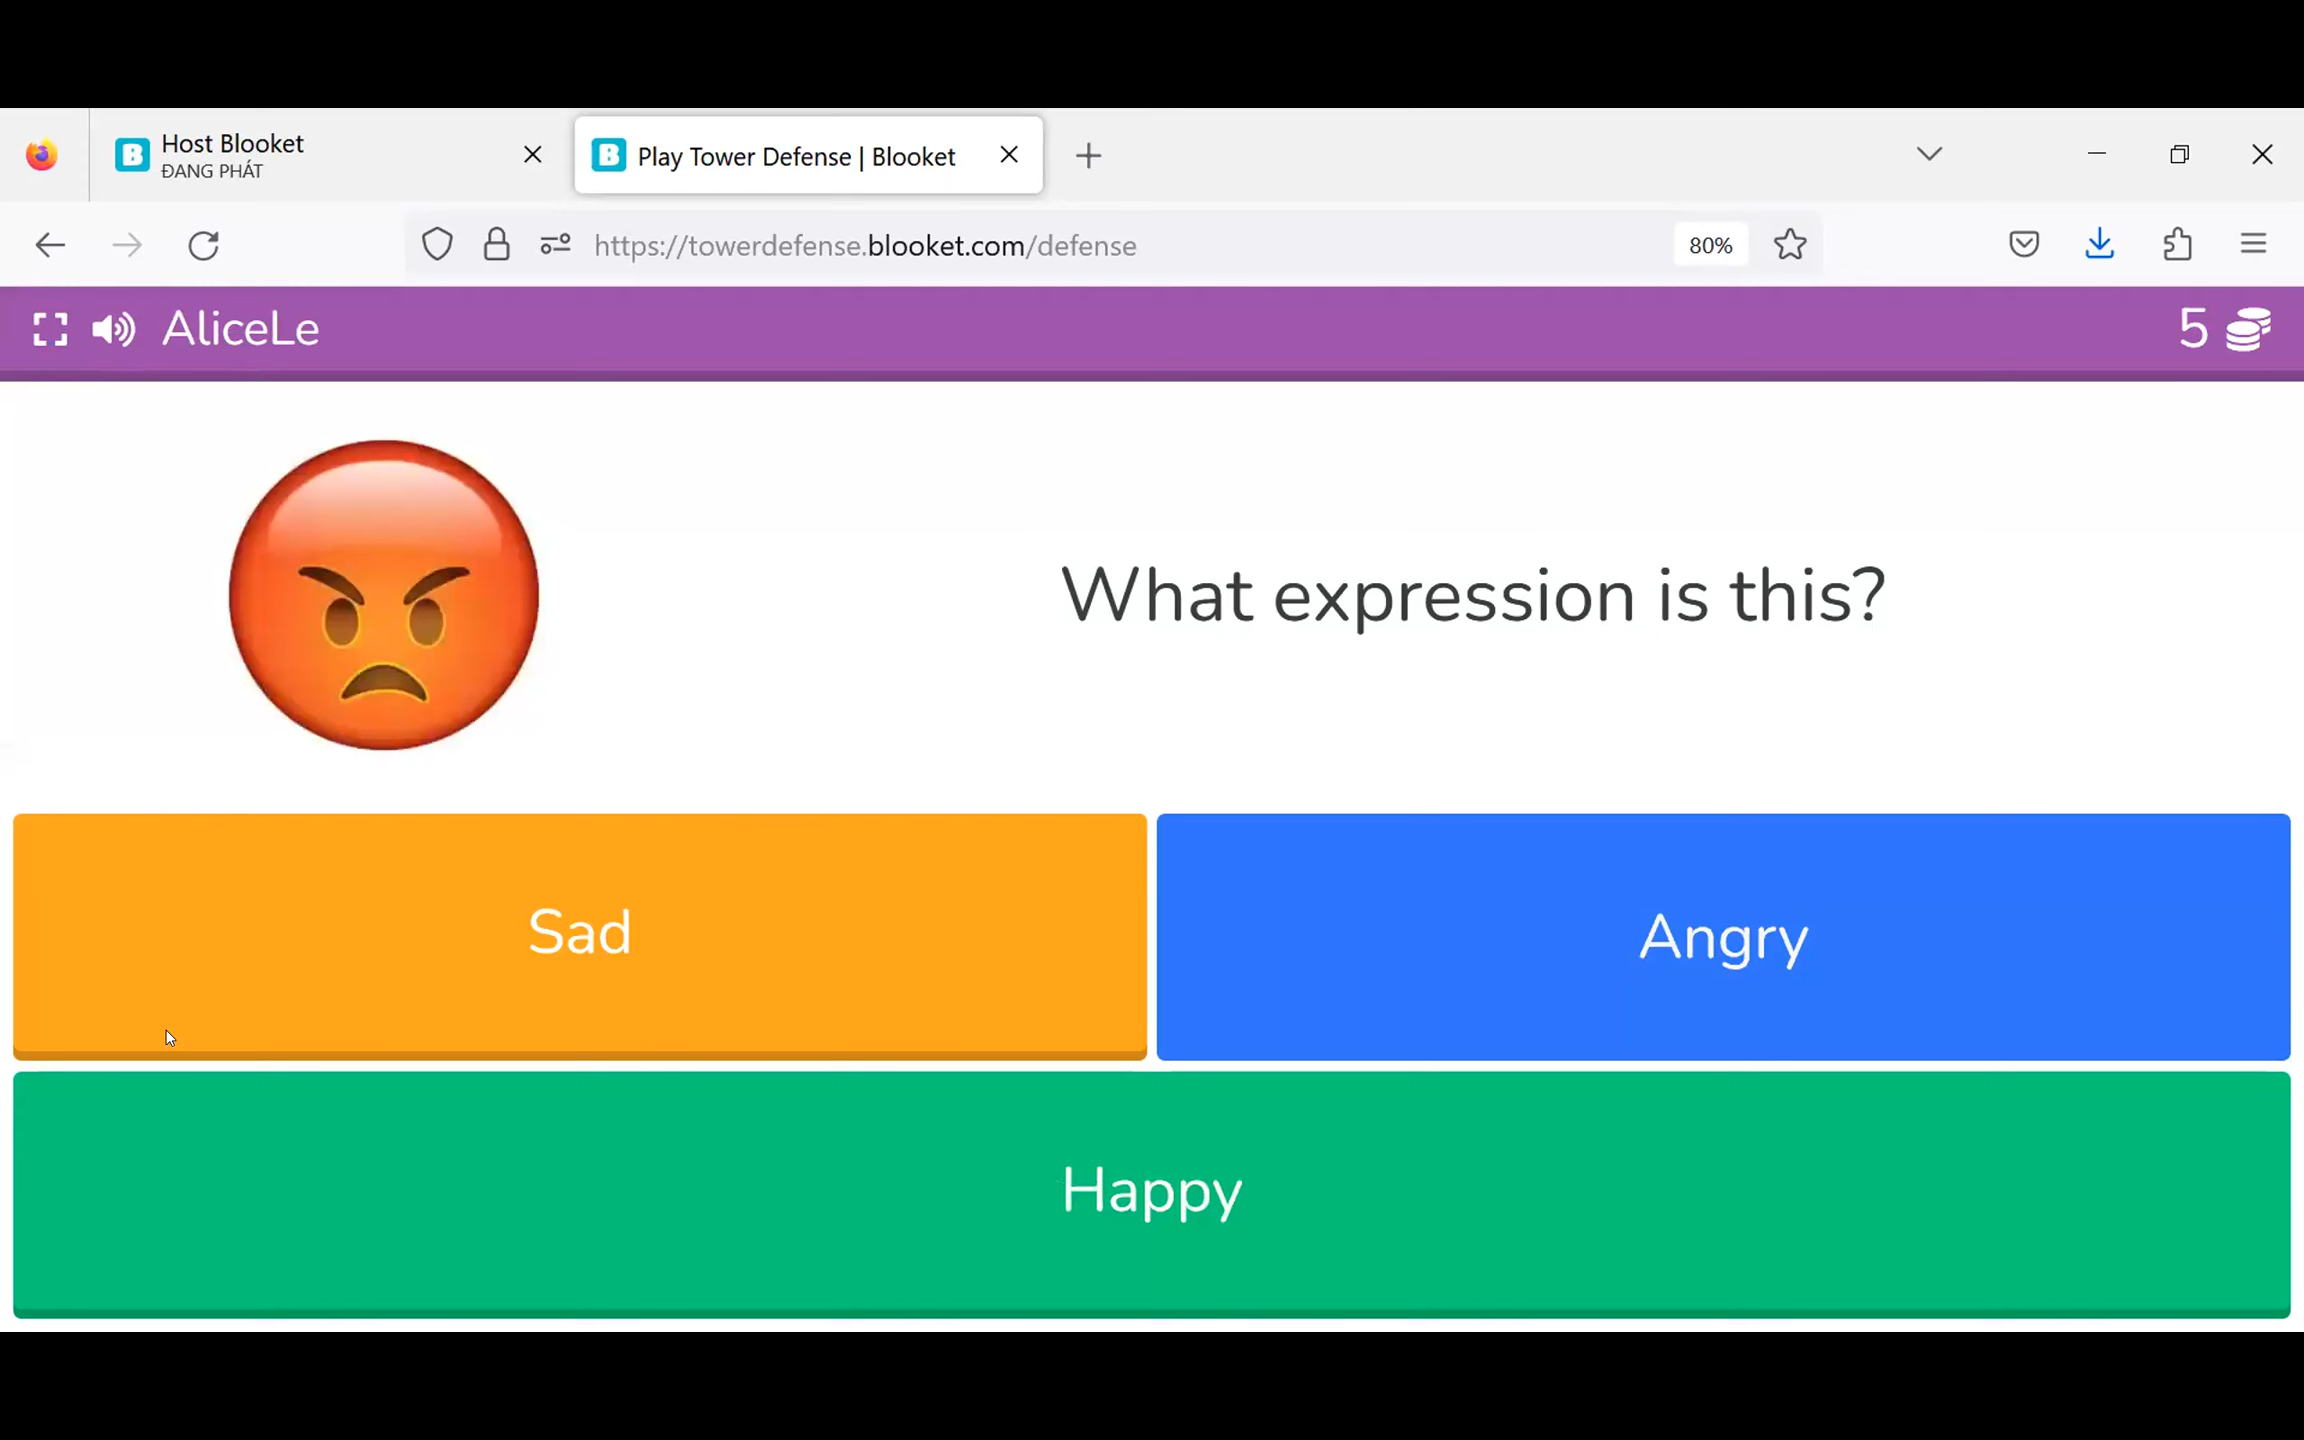 Host Blooket
ĐANG PHÁT
Play Tower Defense | Blooket
https://towerdefense.blooket.com/defense
80%
AliceLe
5
What expression is this?
Sad
Angry
Happy